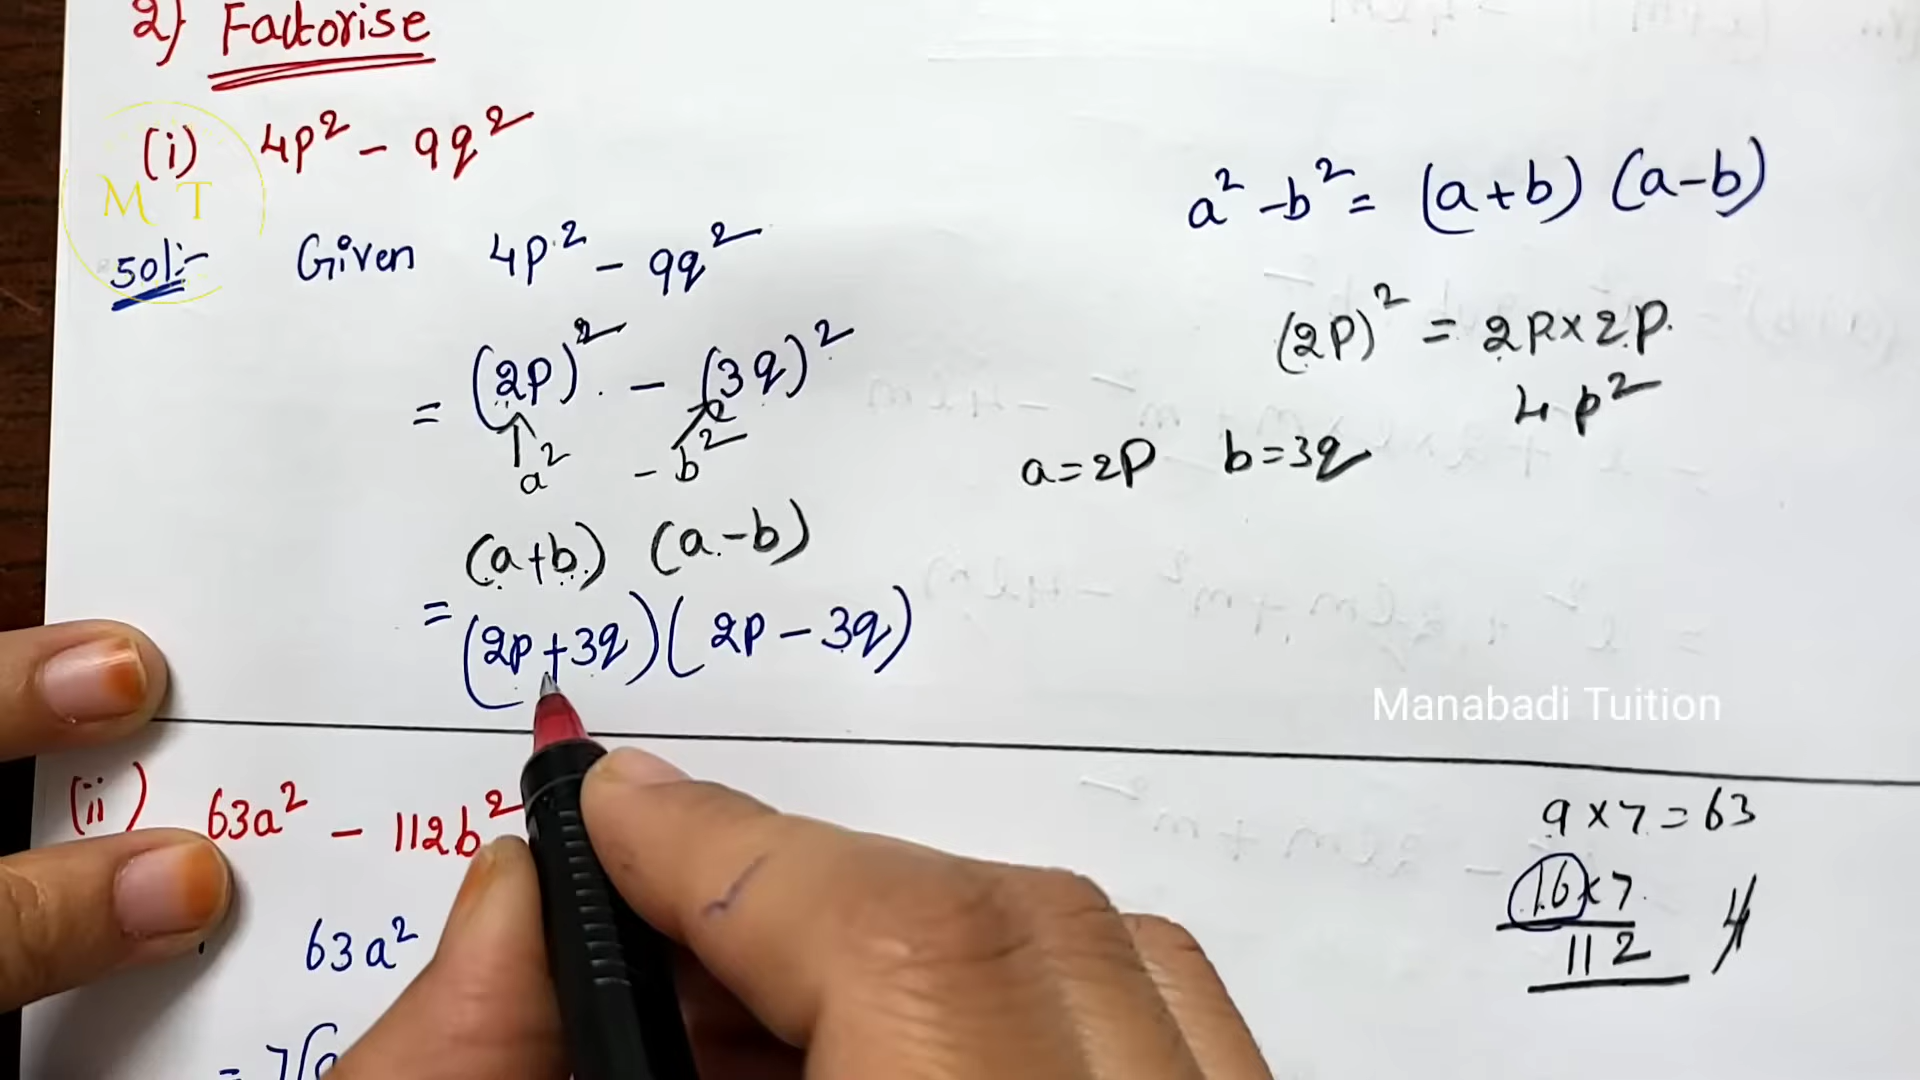 2) Factorise
(i) 4p² - 9q²
M T
Sol:- Given 4p² - 9q²
= (2p)² - (3q)²
a² - b²
(a+b) (a-b)
= (2p+3q)(2p-3q)
a² - b² = (a+b) (a-b)
(2P)² = 2P×2P
4p²
a=2P b=3q
Manabadi Tuition
(ii) 63a² - 112b²
63a²
= 7(
9×7=63
16×7
112